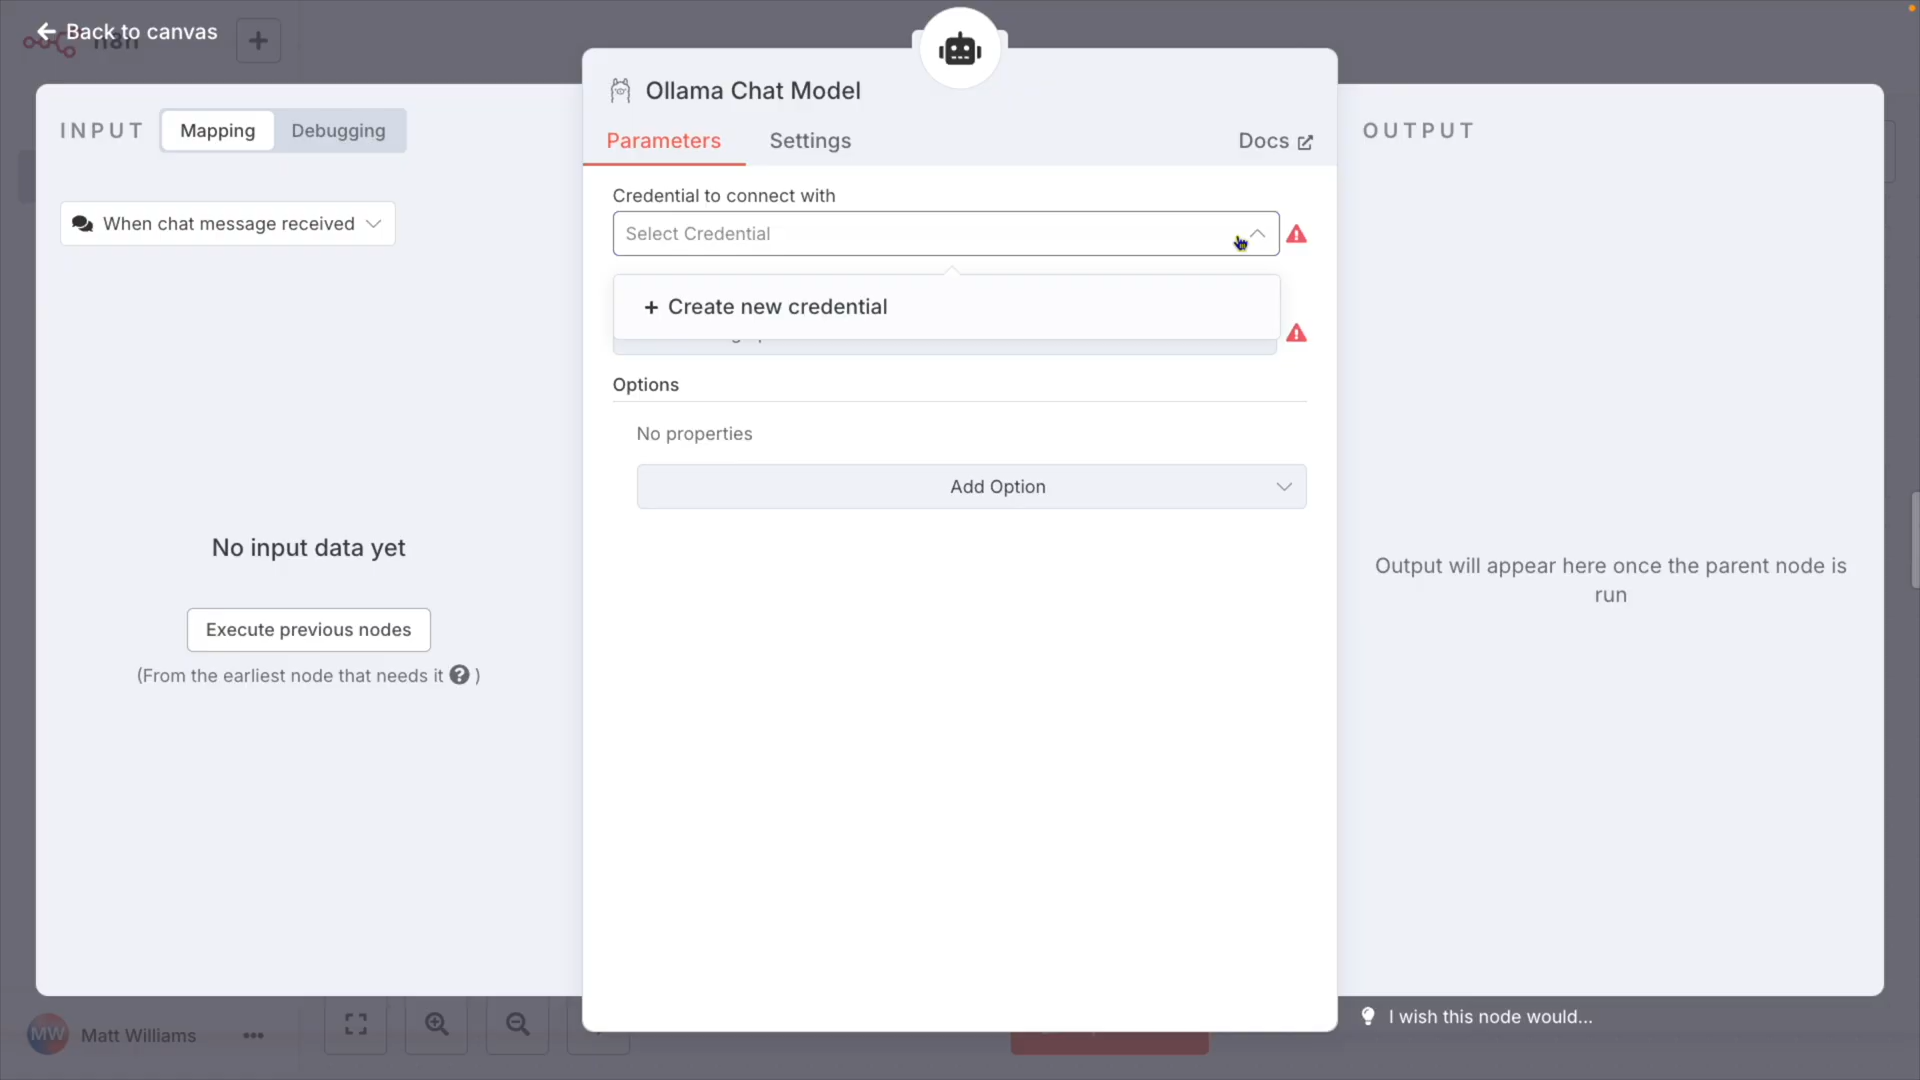 Back to canvas
n8n
INPUT
Mapping
Debugging
When chat message received
No input data yet
Execute previous nodes
(From the earliest node that needs it ? )
Ollama Chat Model
Parameters
Settings
Docs
Credential to connect with
Select Credential
+ Create new credential
Options
No properties
Add Option
OUTPUT
Output will appear here once the parent node is
run
I wish this node would...
MW
Matt Williams